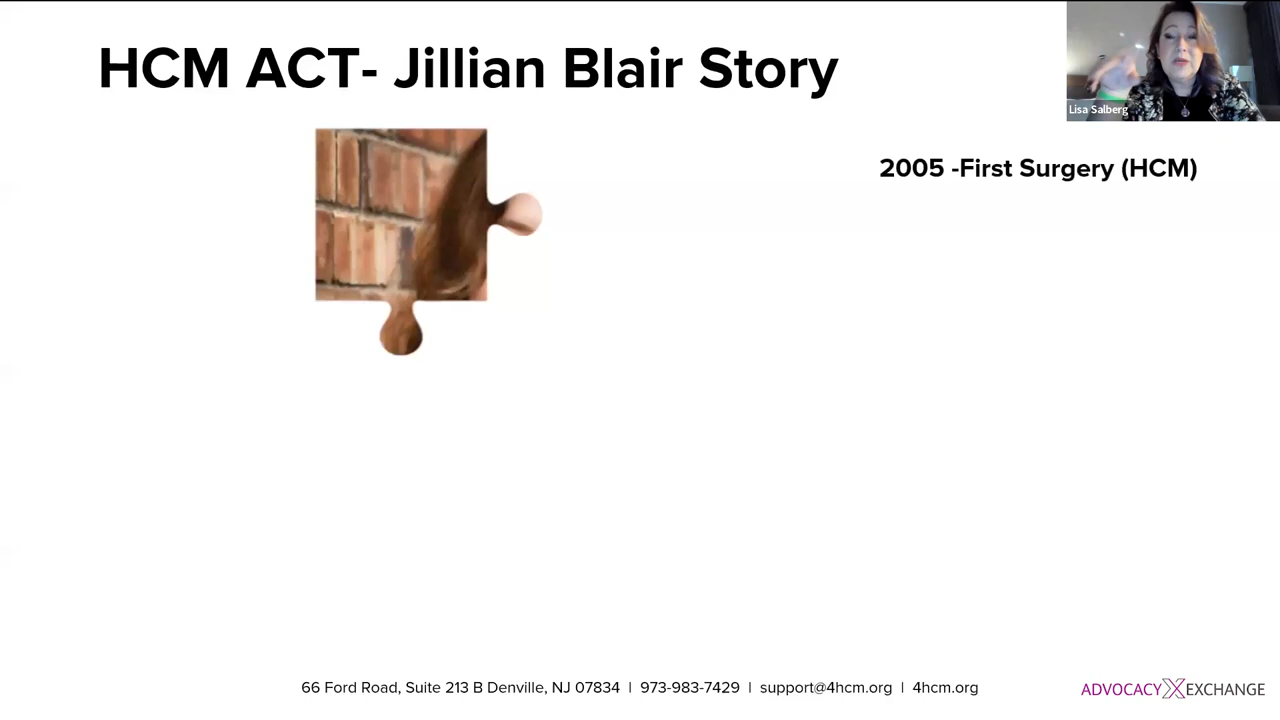 HCM ACT- Jillian Blair Story
Lisa Salberg
2005 -First Surgery (HCM)
66 Ford Road, Suite 213 B Denville, NJ 07834 | 973-983-7429 | support@4hcm.org | 4hcm.org
ADVOCACY X EXCHANGE